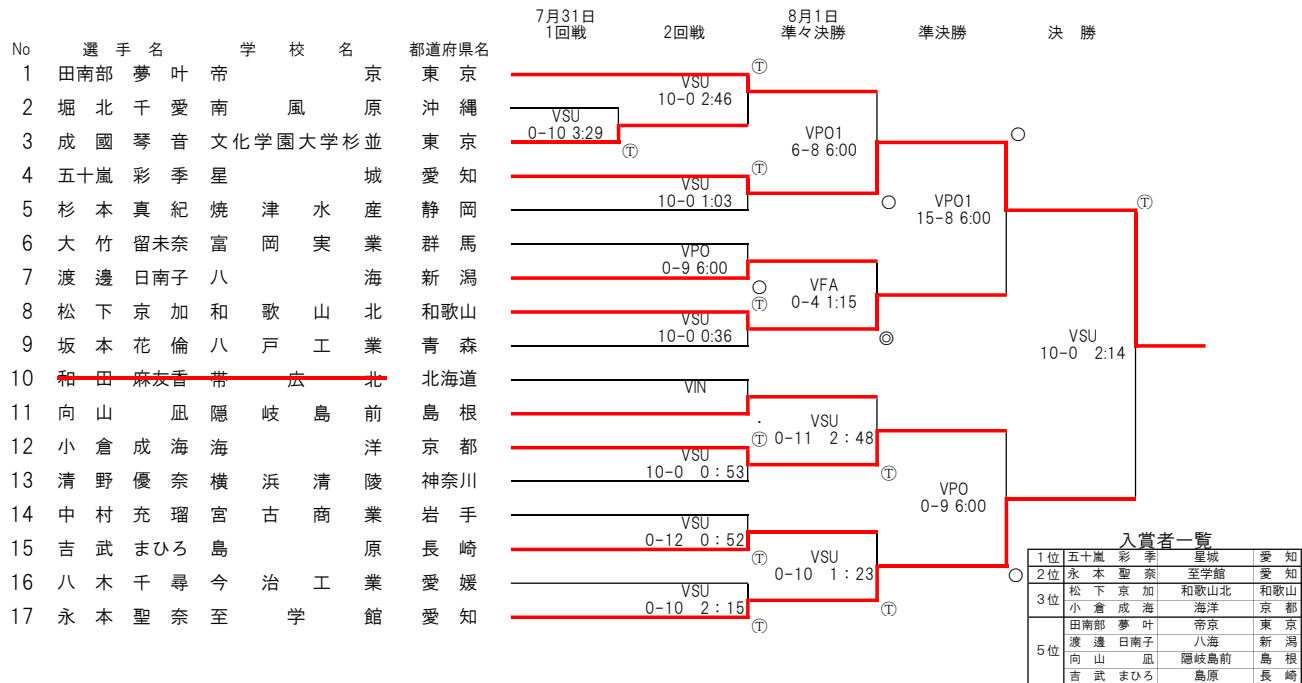 7月31日 8月1日
1回戦 2回戦 準々決勝 準決勝 決 勝
No 選 手 名 学 校 名 都道府県名
1 田南部 夢 叶 帝 京 東 京
2 堀 北 千 愛 南 風 原 沖 縄
3 成 國 琴 音 文化学園大学杉並 東 京
4 五十嵐 彩 季 星 城 愛 知
5 杉 本 真 紀 焼 津 水 産 静 岡
6 大 竹 留未奈 富 岡 実 業 群 馬
7 渡 邊 日南子 八 海 新 潟
8 松 下 京 加 和 歌 山 北 和歌山
9 坂 本 花 倫 八 戸 工 業 青 森
10 和 田 麻友香 帯 広 北 北海道
11 向 山 凪 隠 岐 島 前 島 根
12 小 倉 成 海 海 洋 京 都
13 清 野 優 奈 横 浜 清 陵 神奈川
14 中 村 充 瑠 宮 古 商 業 岩 手
15 吉 武 まひろ 島 原 長 崎
16 八 木 千 尋 今 治 工 業 愛 媛
17 永 本 聖 奈 至 学 館 愛 知
VSU
0-10 3:29
Ⓣ
VSU
10-0 2:46
Ⓣ
VSU
10-0 1:03
Ⓣ
VPO
0-9 6:00
○
VSU
10-0 0:36
Ⓣ
VIN
・
VSU
10-0 0：53
Ⓣ
VSU
0-12 0：52
Ⓣ
VSU
0-10 2：15
Ⓣ
VPO1
6-8 6:00
○
VFA
0-4 1:15
◎
VSU
0-11 2：48
Ⓣ
VSU
0-10 1：23
Ⓣ
VPO1
15-8 6:00
○
VPO
0-9 6:00
○
VSU
10-0 2:14
Ⓣ
入賞者一覧
1位 五十嵐 彩 季 星城 愛 知
2位 永 本 聖 奈 至学館 愛 知
3位 松 下 京 加 和歌山北 和歌山
小 倉 成 海 海洋 京 都
5位 田南部 夢 叶 帝京 東 京
渡 邊 日南子 八海 新 潟
向 山 凪 隠岐島前 島 根
吉 武 まひろ 島原 長 崎